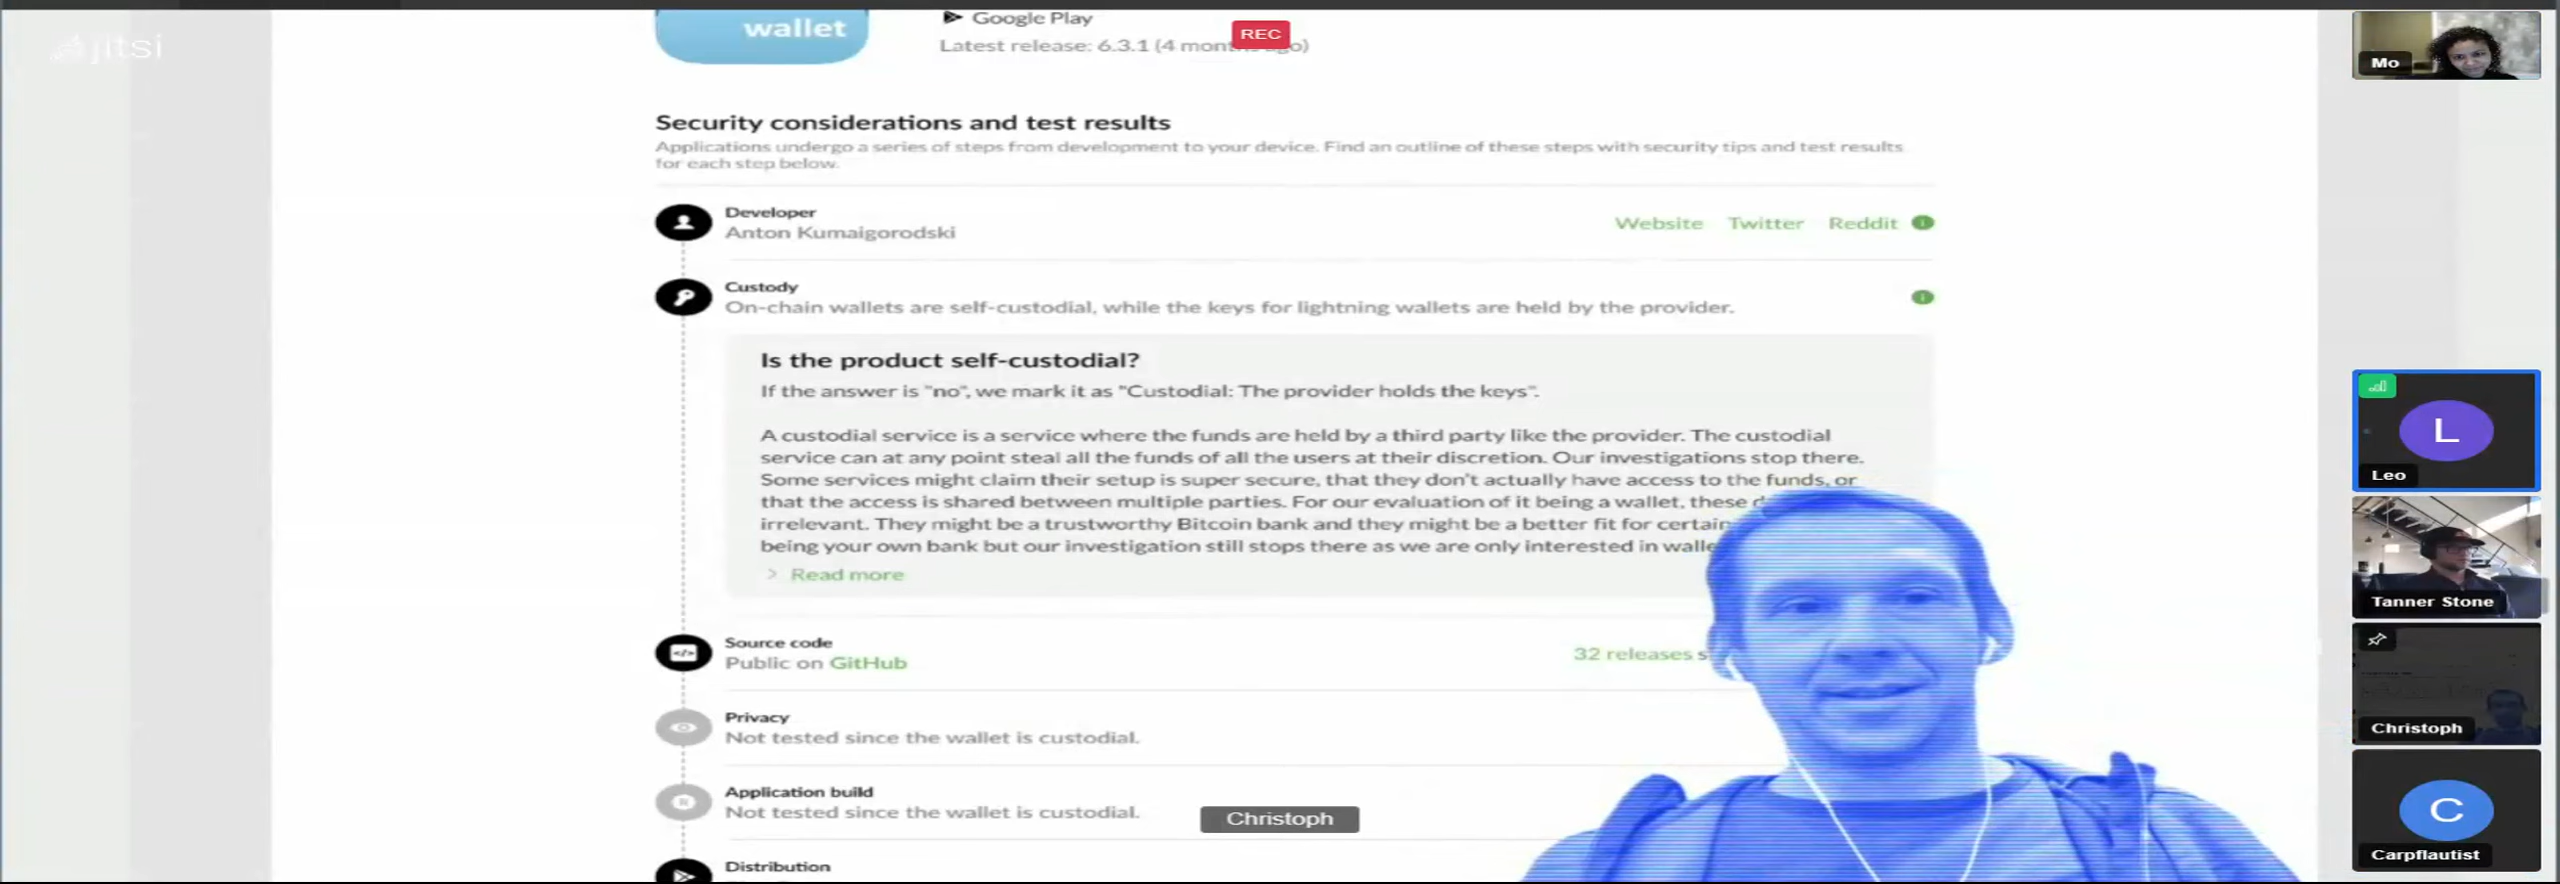 jitsi
wallet
Google Play
REC
Latest release: 6.3.1 (4 mon
o)
Mo
Security considerations and test results
Applications undergo a series of steps from development to your device. Find an outline of these steps with security tips and test results
for each step below.
Developer
Anton Kumaigorodski
Website Twitter Reddit
Custody
On-chain wallets are self-custodial, while the keys for lightning wallets are held by the provider.
Is the product self-custodial?
If the answer is "no", we mark it as "Custodial: The provider holds the keys".
A custodial service is a service where the funds are held by a third party like the provider. The custodial
service can at any point steal all the funds of all the users at their discretion. Our investigations stop there.
Some services might claim their setup is super secure, that they don't actually have access to the funds, or
that the access is shared between multiple parties. For our evaluation of it being a wallet, these d
irrelevant. They might be a trustworthy Bitcoin bank and they might be a better fit for certain
being your own bank but our investigation still stops there as we are only interested in walle
> Read more
Source code
Public on GitHub
32 releases s
Privacy
Not tested since the wallet is custodial.
Application build
Not tested since the wallet is custodial.
Distribution
Christoph
L
Leo
Tanner Stone
Christoph
C
Carpflautist